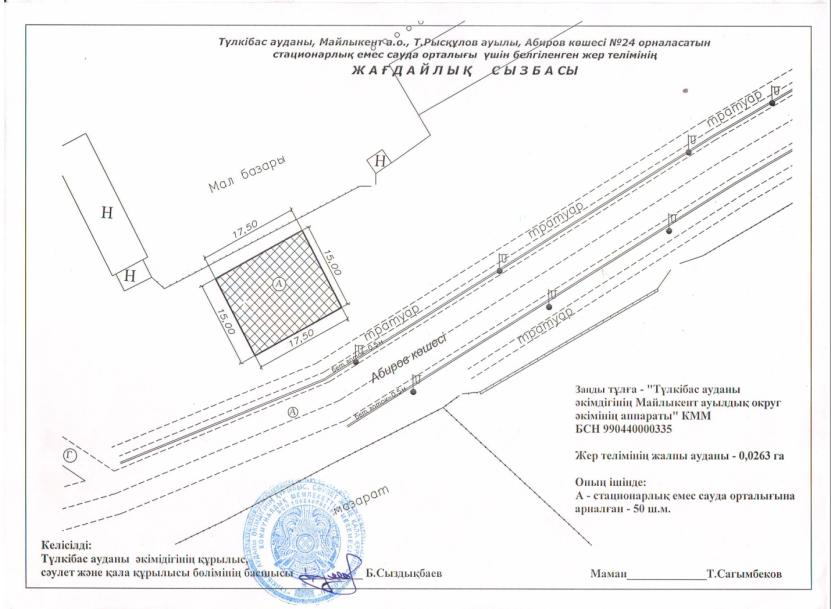 Түлкібас ауданы, Майлыкент а.о., Т.Рысқұлов ауылы, Абиров көшесі №24 орналасатын
стационарлық емес сауда орталығы үшін белгіленген жер телімінің
ЖАҒДАЙЛЫҚ СЫЗБАСЫ
тратуар
Н
Мал базары
Н
тратуар
17,50
15,00
Н
А
15,00
17,50
тратуар
тратуар
Абиров көшесі
А
Г
мазарат
Заңды тұлға - "Түлкібас ауданы
әкімдігінің Майлыкент ауылдық округ
әкімінің аппараты" КММ
БСН 990440000335
Жер телімінің жалпы ауданы - 0,0263 га
Оның ішінде:
А - стационарлық емес сауда орталығына
арналған - 50 ш.м.
Келісілді:
Түлкібас ауданы әкімідігінің құрылыс,
сәулет және қала құрылысы бөлімінің басшысы Б.Сыздықбаев
Маман Т.Сагымбеков